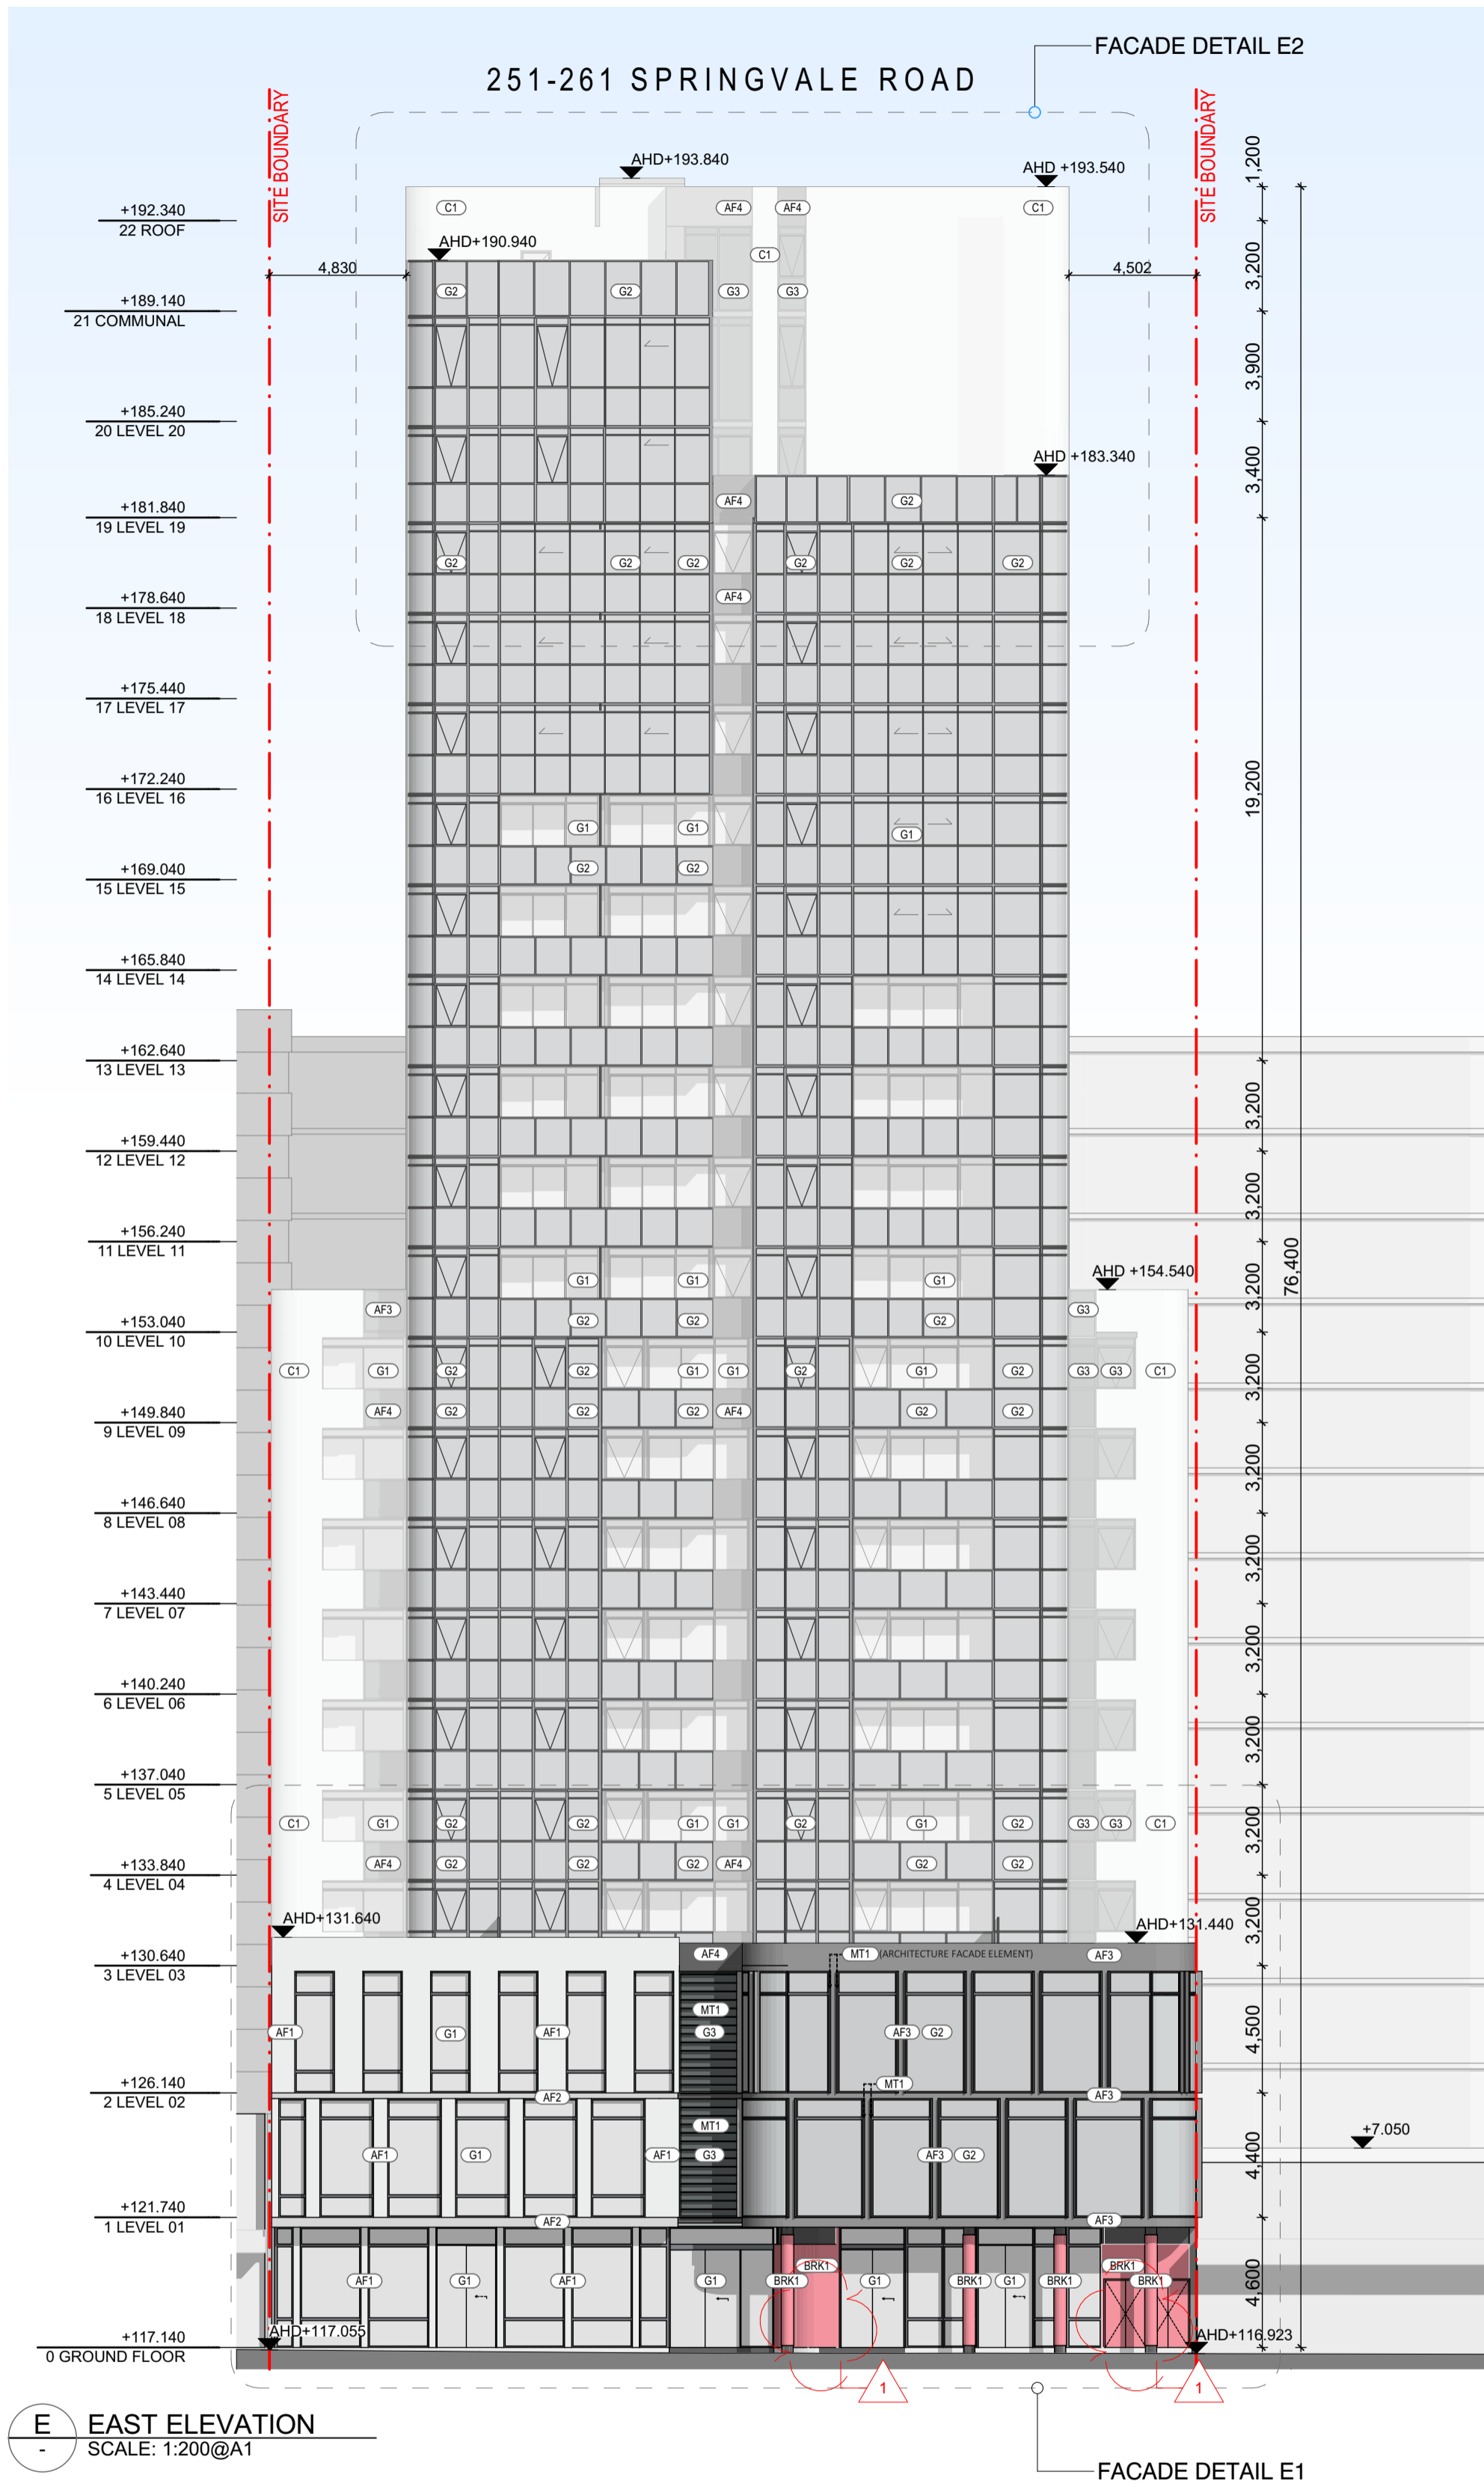 FACADE DETAIL E2
251-261 SPRINGVALE ROAD
SITE BOUNDARY
SITE BOUNDARY
AHD+193.840
AHD +193.540
1,200
+192.340
22 ROOF
C1
AF4
AF4
C1
AHD+190.940
C1
4,830
4,502
3,200
G2
G2
G3
G3
+189.140
21 COMMUNAL
3,900
+185.240
20 LEVEL 20
AHD +183.340
3,400
AF4
G2
+181.840
19 LEVEL 19
G2
G2
G2
G2
G2
G2
AF4
+178.640
18 LEVEL 18
+175.440
17 LEVEL 17
+172.240
16 LEVEL 16
19,200
G1
G1
G1
G2
G2
+169.040
15 LEVEL 15
+165.840
14 LEVEL 14
+162.640
13 LEVEL 13
3,200
+159.440
12 LEVEL 12
3,200
+156.240
11 LEVEL 11
76,400
AHD +154.540
G1
G1
G1
3,200
AF3
G3
G2
G2
G2
+153.040
10 LEVEL 10
C1
G1
G2
G2
G1
G1
G2
G1
G2
G3
G3
C1
3,200
AF4
G2
G2
G2
AF4
G2
G2
+149.840
9 LEVEL 09
3,200
+146.640
8 LEVEL 08
3,200
+143.440
7 LEVEL 07
3,200
+140.240
6 LEVEL 06
3,200
+137.040
5 LEVEL 05
C1
G1
G2
G2
G1
G1
G2
G1
G2
G3
G3
C1
3,200
AF4
G2
G2
G2
AF4
G2
G2
+133.840
4 LEVEL 04
3,200
AHD+131.640
AHD+131.440
AF4
MT1 (ARCHITECTURE FACADE ELEMENT)
AF3
+130.640
3 LEVEL 03
MT1
4,500
AF1
G1
AF1
G3
AF3
G2
MT1
+126.140
2 LEVEL 02
AF2
AF3
MT1
+7.050
AF1
G1
AF1
G3
AF3
G2
4,400
+121.740
1 LEVEL 01
AF2
AF3
BRK1
BRK1
AF1
G1
AF1
G1
BRK1
G1
BRK1
G1
BRK1
BRK1
4,600
AHD+117.055
AHD+116.923
+117.140
0 GROUND FLOOR
1
1
E
-
EAST ELEVATION
SCALE: 1:200@A1
FACADE DETAIL E1